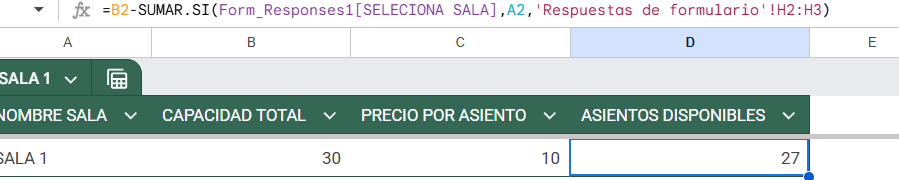 fx =B2-SUMAR.SI(Form_Responses1[SELECIONA SALA],A2,'Respuestas de formulario'!H2:H3)
A B C D E
SALA 1
NOMBRE SALA CAPACIDAD TOTAL PRECIO POR ASIENTO ASIENTOS DISPONIBLES
SALA 1 30 10 27